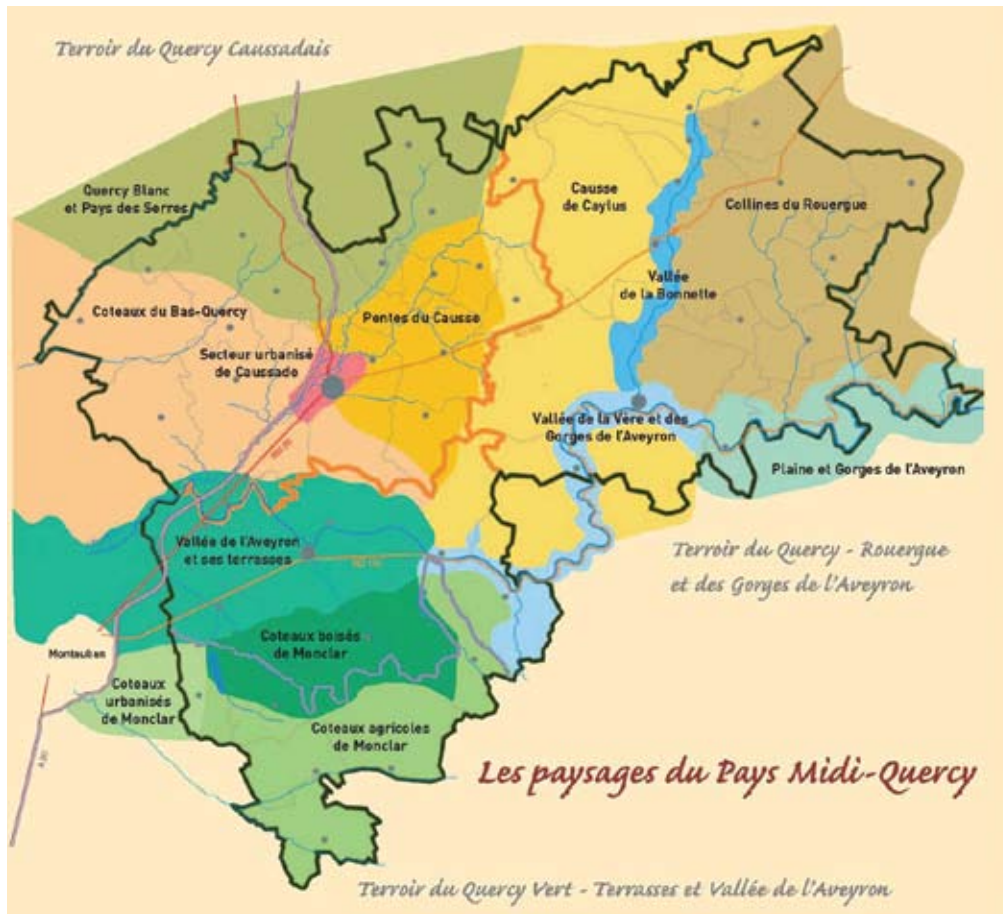 Terroir du Quercy Caussadais
Quercy Blanc
et Pays des Serres
Causse
de Caylus
Collines du Rouergue
Vallée
de la Bonnette
Coteaux du Bas-Quercy
Pentes du Causse
Secteur urbanisé
de Caussade
Vallée de la Vère et des
Gorges de l'Aveyron
Plaine et Gorges de l'Aveyron
Vallée de l'Aveyron
et ses terrasses
Terroir du Quercy - Rouergue
et des Gorges de l'Aveyron
Coteaux boisés
de Monclar
Montauban
Coteaux
urbanisés
de Monclar
Coteaux agricoles
de Monclar
A 20
Les paysages du Pays Midi-Quercy
Terroir du Quercy Vert - Terrasses et Vallée de l'Aveyron